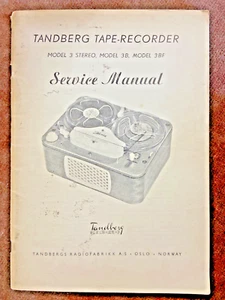 TANDBERG TAPE-RECORDER
MODEL 3 STEREO, MODEL 3B, MODEL 3BF
Service Manual
Tandberg
TANDBERGS RADIOFABRIKK A/S - OSLO - NORWAY